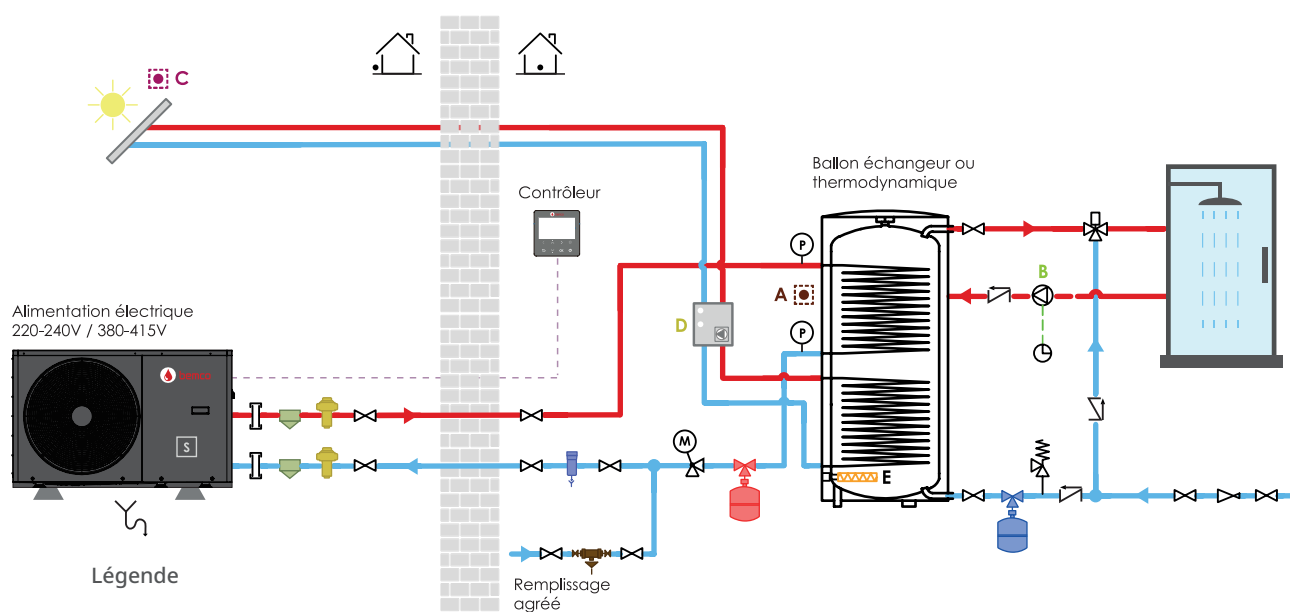 C
Contrôleur
Ballon échangeur ou
thermodynamique
P
B
A
Alimentation électrique
220-240V / 380-415V
D
P
S
M
E
Légende
Remplissage
agréé